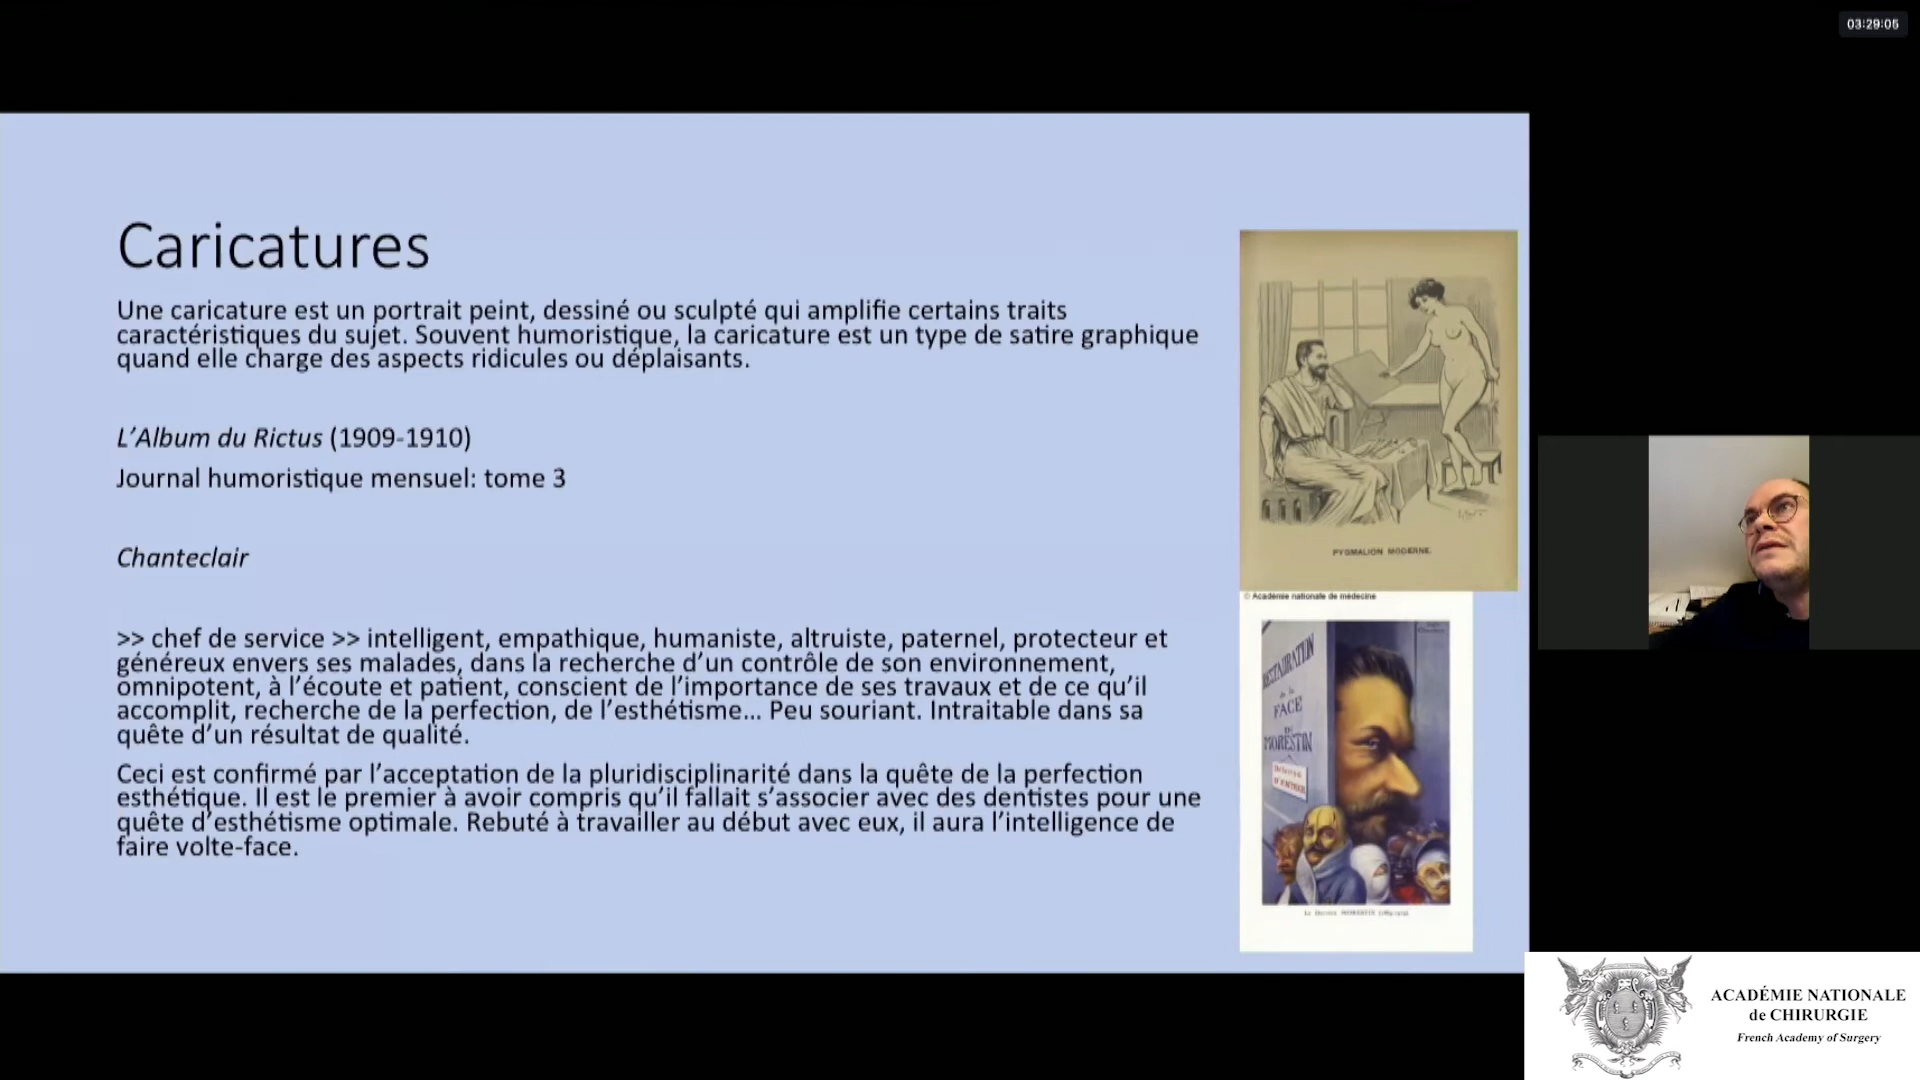 03:29:05
Caricatures
Une caricature est un portrait peint, dessiné ou sculpté qui amplifie certains traits
caractéristiques du sujet. Souvent humoristique, la caricature est un type de satire graphique
quand elle charge des aspects ridicules ou déplaisants.
L’Album du Rictus (1909-1910)
Journal humoristique mensuel: tome 3
Chanteclair
>> chef de service >> intelligent, empathique, humaniste, altruiste, paternel, protecteur et
généreux envers ses malades, dans la recherche d’un contrôle de son environnement,
omnipotent, à l’écoute et patient, conscient de l’importance de ses travaux et de ce qu’il
accomplit, recherche de la perfection, de l’esthétisme… Peu souriant. Intraitable dans sa
quête d’un résultat de qualité.
Ceci est confirmé par l’acceptation de la pluridisciplinarité dans la quête de la perfection
esthétique. Il est le premier à avoir compris qu’il fallait s’associer avec des dentistes pour une
quête d’esthétisme optimale. Rebuté à travailler au début avec eux, il aura l’intelligence de
faire volte-face.
PYGMALION MODERNE.
© Académie nationale de médecine
RESTAURATION
de la
FACE
MORESTIN
Défense
D'ENTRER
ACADÉMIE NATIONALE
de CHIRURGIE
French Academy of Surgery